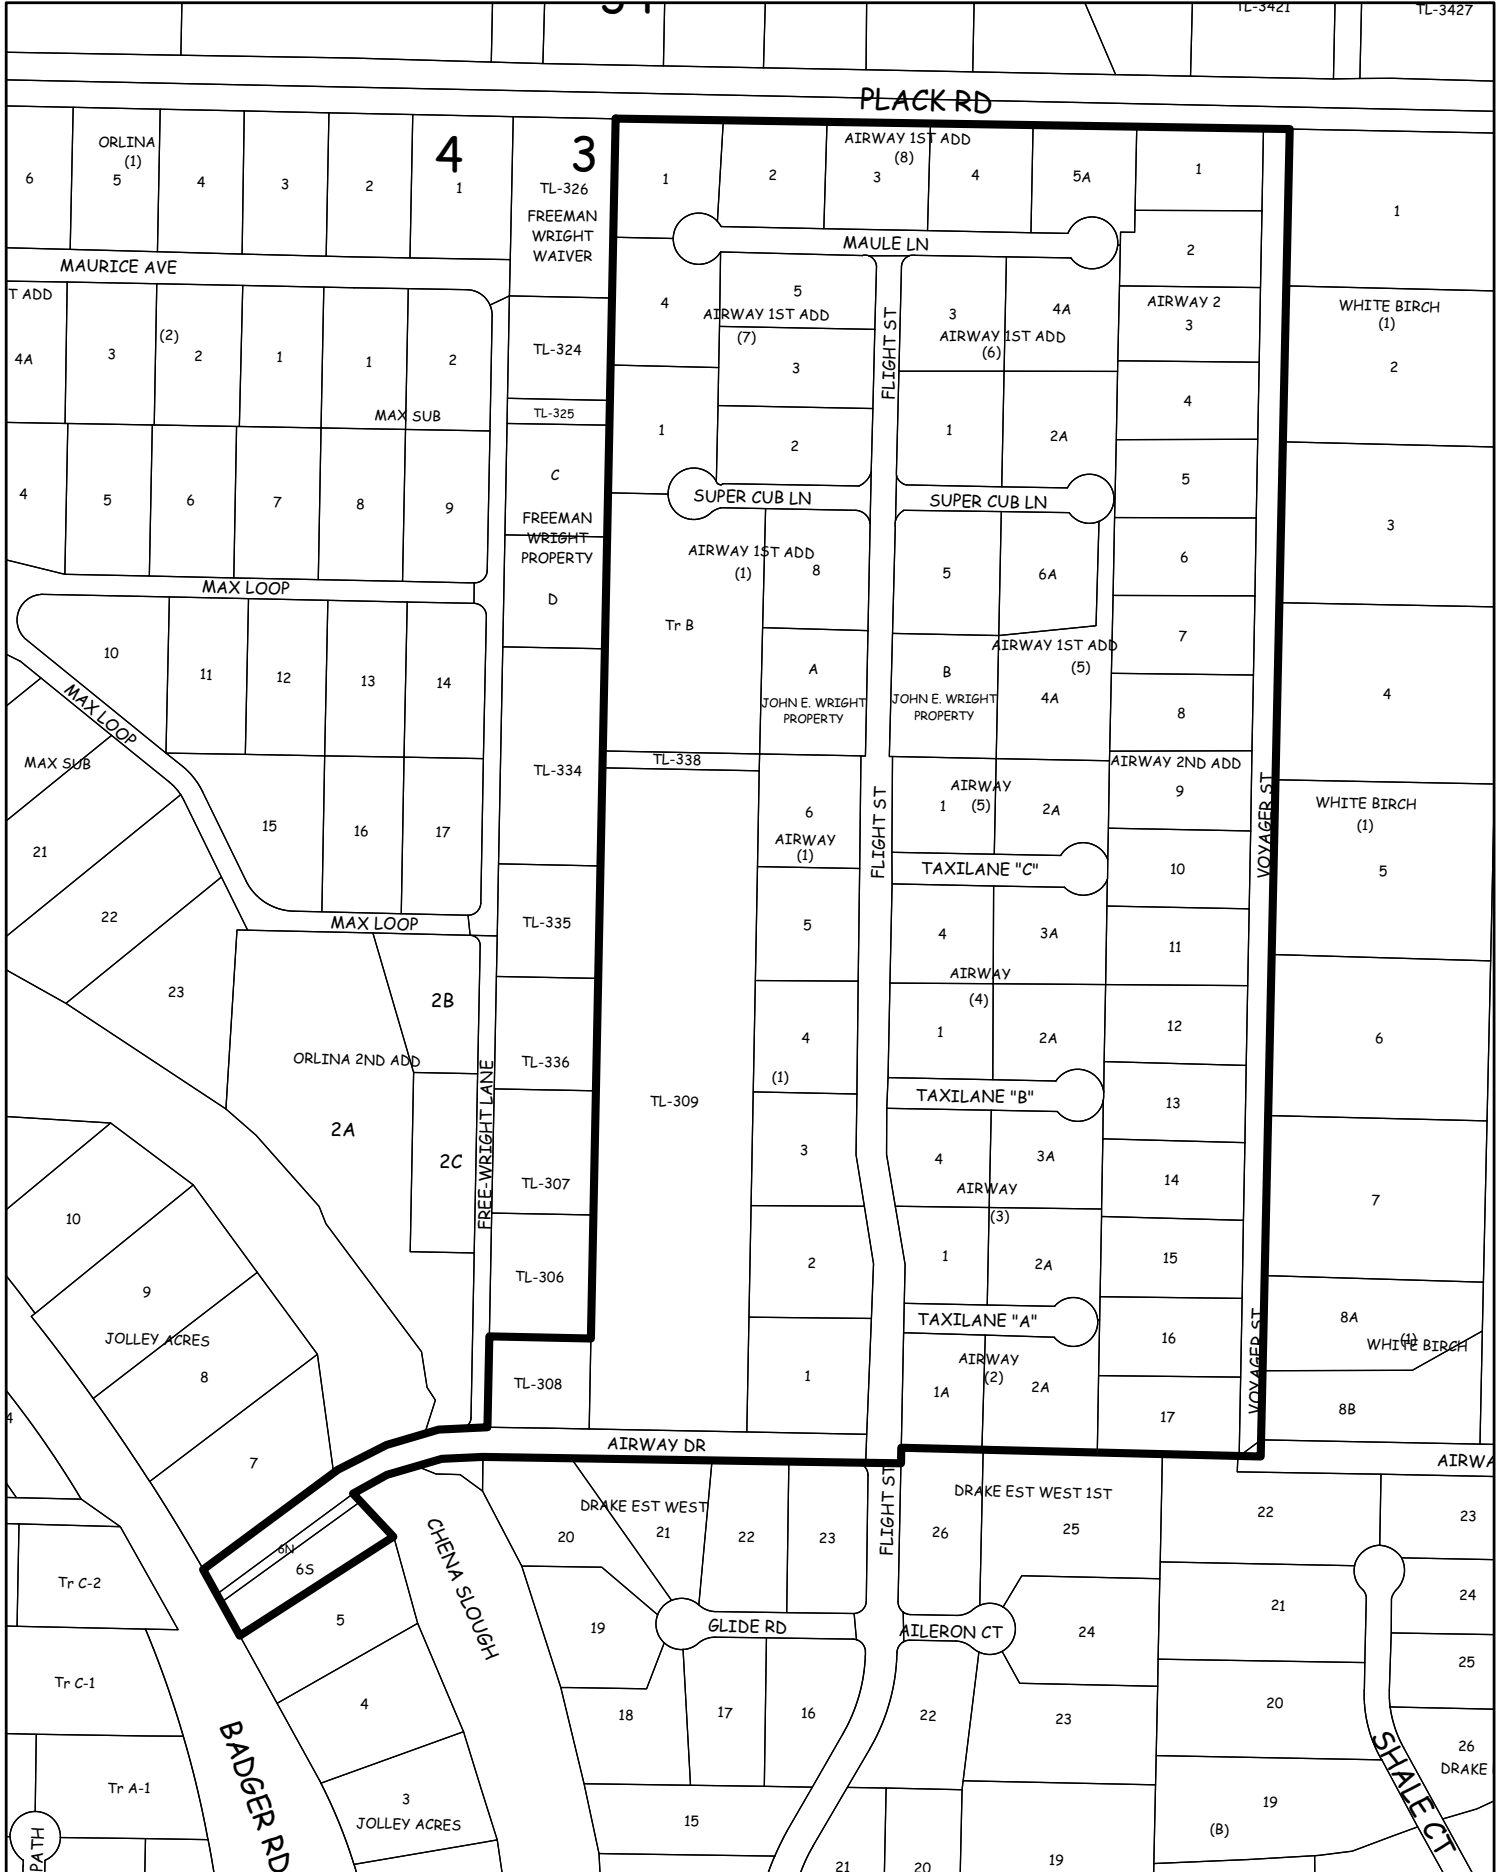 TL-3421
TL-3427
PLACK RD
ORLINA
(1)
6
5
4
3
2
1
4
3
TL-326
FREEMAN
WRIGHT
WAIVER
AIRWAY 1ST ADD
(8)
1
2
3
4
5A
1
1
MAURICE AVE
MAULE LN
2
T ADD
4A
3
(2)
2
1
1
2
MAX SUB
TL-324
TL-325
4
5
AIRWAY 1ST ADD
(7)
3
1
2
FLIGHT ST
3
4A
AIRWAY 1ST ADD
(6)
1
2A
AIRWAY 2
3
4
WHITE BIRCH
(1)
2
4
5
6
7
8
9
C
FREEMAN
WRIGHT
PROPERTY
D
SUPER CUB LN
SUPER CUB LN
5
6
3
MAX LOOP
AIRWAY 1ST ADD
(1)
8
Tr B
5
6A
10
11
12
13
14
MAX LOOP
MAX SUB
A
JOHN E. WRIGHT
PROPERTY
B
JOHN E. WRIGHT
PROPERTY
AIRWAY 1ST ADD
(5)
4A
7
8
4
TL-334
TL-338
AIRWAY 2ND ADD
9
VOYAGER ST
WHITE BIRCH
(1)
5
21
15
16
17
6
AIRWAY
(1)
FLIGHT ST
AIRWAY
1
(5)
2A
TAXILANE "C"
10
22
MAX LOOP
TL-335
5
4
3A
11
23
2B
ORLINA 2ND ADD
TL-336
4
(1)
AIRWAY
(4)
1
2A
12
6
TL-309
TAXILANE "B"
13
2A
2C
FREE-WRIGHT LANE
TL-307
3
4
3A
AIRWAY
(3)
14
7
10
9
TL-306
2
1
2A
15
JOLLEY ACRES
8
TAXILANE "A"
16
8A
(1)
WHITE BIRCH
VOYAGER ST
4
TL-308
1
AIRWAY
(2)
1A
2A
17
8B
7
AIRWAY DR
AIRWA
DRAKE EST WEST
20
21
22
23
FLIGHT ST
DRAKE EST WEST 1ST
26
25
22
23
6N
6S
CHENA SLOUGH
Tr C-2
5
19
GLIDE RD
AILERON CT
24
21
24
Tr C-1
4
18
17
16
22
23
20
25
BADGER RD
SHALE CT
26
DRAKE
Tr A-1
3
JOLLEY ACRES
15
19
(B)
PATH
21
20
19